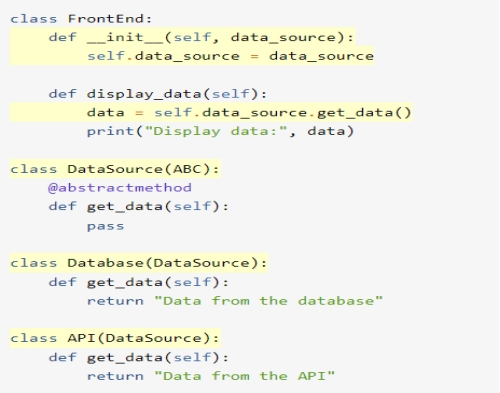 class FrontEnd:
    def __init__(self, data_source):
        self.data_source = data_source

    def display_data(self):
        data = self.data_source.get_data()
        print("Display data:", data)

class DataSource(ABC):
    @abstractmethod
    def get_data(self):
        pass

class Database(DataSource):
    def get_data(self):
        return "Data from the database"

class API(DataSource):
    def get_data(self):
        return "Data from the API"